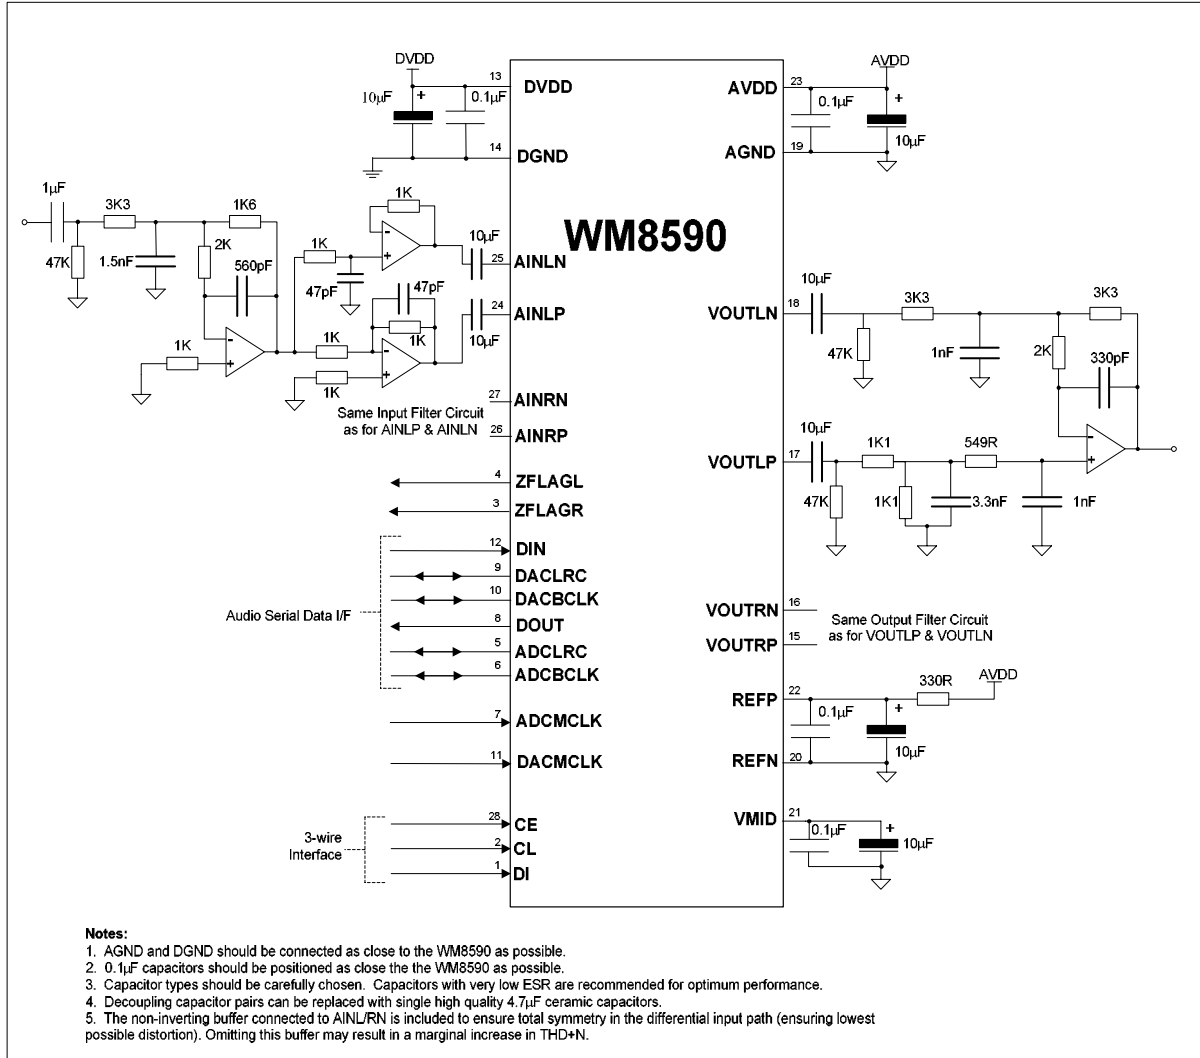 DVDD
10µF
+
0.1µF
13
DVDD
14
DGND
AVDD
23
AVDD
0.1µF
+
10µF
AGND
19
WM8590
1µF
3K3
1K6
47K
1.5nF
2K
560pF
1K
-
+
1K
47pF
1K
-
+
10µF
25
AINLN
47pF
1K
1K
-
+
1K
24
AINLP
10µF
27
AINRN
Same Input Filter Circuit
as for AINLP & AINLN
26
AINRP
4
ZFLAGL
3
ZFLAGR
Audio Serial Data I/F
12
DIN
9
DACLRC
10
DACBCLK
8
DOUT
5
ADCLRC
6
ADCBCLK
7
ADCMCLK
11
DACMCLK
3-wire
Interface
28
CE
2
CL
1
DI
VOUTLN
18
10µF
47K
3K3
1nF
3K3
2K
330pF
-
+
VOUTLP
17
10µF
47K
1K1
1K1
549R
3.3nF
1nF
VOUTRN
16
Same Output Filter Circuit
as for VOUTLP & VOUTLN
VOUTRP
15
REFP
22
330R
AVDD
0.1µF
+
10µF
REFN
20
VMID
21
0.1µF
+
10µF
Notes:
1. AGND and DGND should be connected as close to the WM8590 as possible.
2. 0.1µF capacitors should be positioned as close the the WM8590 as possible.
3. Capacitor types should be carefully chosen. Capacitors with very low ESR are recommended for optimum performance.
4. Decoupling capacitor pairs can be replaced with single high quality 4.7µF ceramic capacitors.
5. The non-inverting buffer connected to AINL/RN is included to ensure total symmetry in the differential input path (ensuring lowest
possible distortion). Omitting this buffer may result in a marginal increase in THD+N.